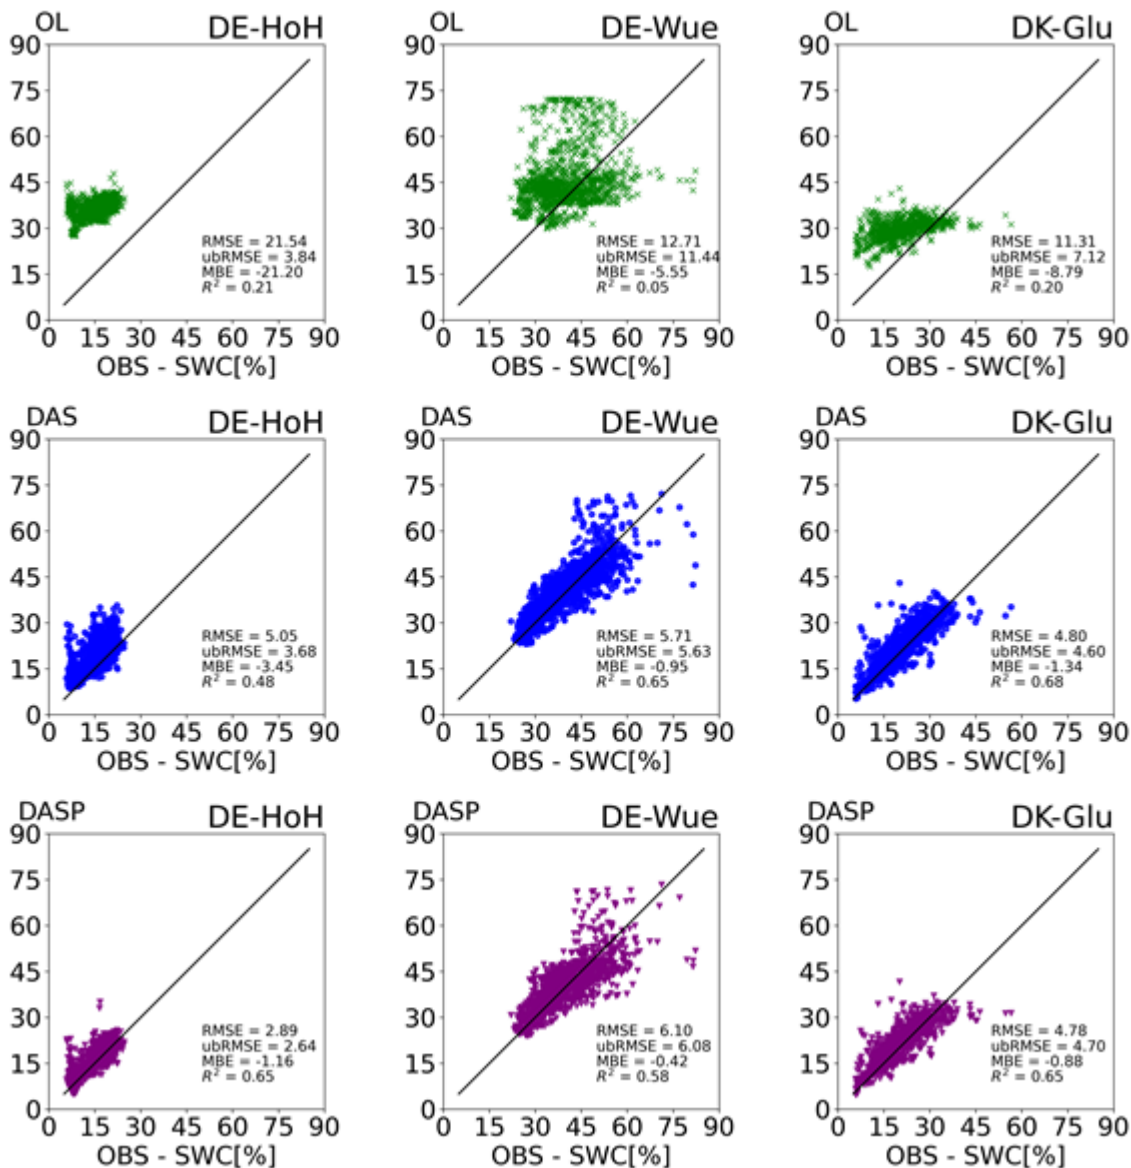 OL DE-HoH
90
75
60
45
30
15
0
RMSE = 21.54
ubRMSE = 3.84
MBE = -21.20
R² = 0.21
0 15 30 45 60 75 90
OBS - SWC[%]
OL DE-Wue
90
75
60
45
30
15
0
RMSE = 12.71
ubRMSE = 11.44
MBE = -5.55
R² = 0.05
0 15 30 45 60 75 90
OBS - SWC[%]
OL DK-Glu
90
75
60
45
30
15
0
RMSE = 11.31
ubRMSE = 7.12
MBE = -8.79
R² = 0.20
0 15 30 45 60 75 90
OBS - SWC[%]
DAS DE-HoH
90
75
60
45
30
15
0
RMSE = 5.05
ubRMSE = 3.68
MBE = -3.45
R² = 0.48
0 15 30 45 60 75 90
OBS - SWC[%]
DAS DE-Wue
90
75
60
45
30
15
0
RMSE = 5.71
ubRMSE = 5.63
MBE = -0.95
R² = 0.65
0 15 30 45 60 75 90
OBS - SWC[%]
DAS DK-Glu
90
75
60
45
30
15
0
RMSE = 4.80
ubRMSE = 4.60
MBE = -1.34
R² = 0.68
0 15 30 45 60 75 90
OBS - SWC[%]
DASP DE-HoH
90
75
60
45
30
15
0
RMSE = 2.89
ubRMSE = 2.64
MBE = -1.16
R² = 0.65
0 15 30 45 60 75 90
OBS - SWC[%]
DASP DE-Wue
90
75
60
45
30
15
0
RMSE = 6.10
ubRMSE = 6.08
MBE = -0.42
R² = 0.58
0 15 30 45 60 75 90
OBS - SWC[%]
DASP DK-Glu
90
75
60
45
30
15
0
RMSE = 4.78
ubRMSE = 4.70
MBE = -0.88
R² = 0.65
0 15 30 45 60 75 90
OBS - SWC[%]